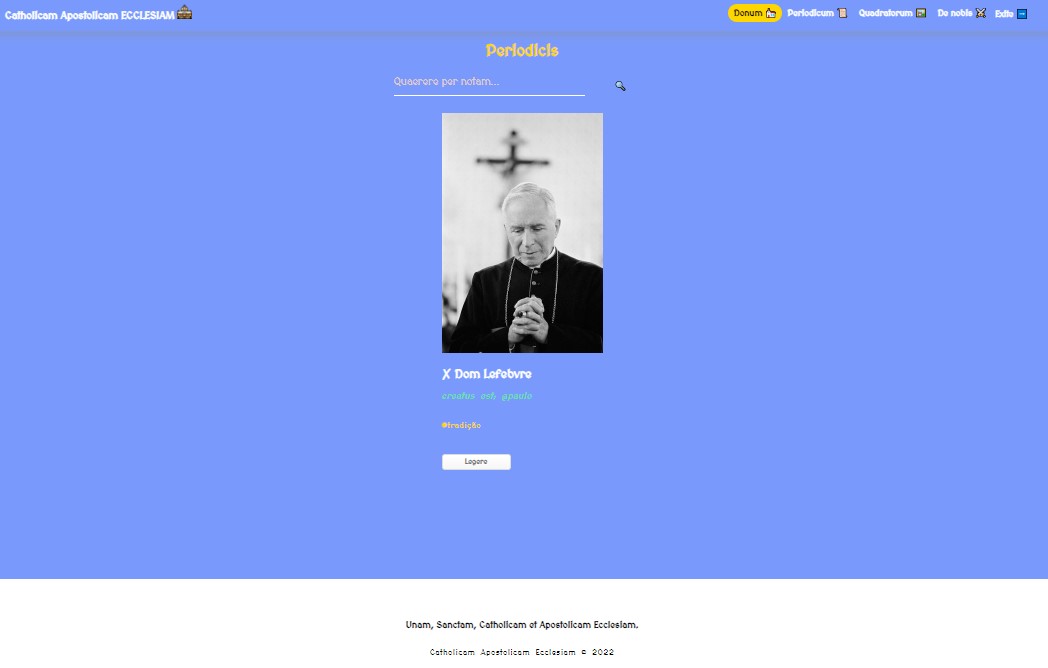 Catholicam Apostolicam ECCLESIAM
Donum
Periodicum
Quadratorum
De nobis
Exite
Periodicis
Quaerere per notam...
X Dom Lefebvre
creatus est: @paulo
#tradição
Legere
Unam, Sanctam, Catholicam et Apostolicam Ecclesiam.
Catholicam Apostolicam Ecclesiam © 2022